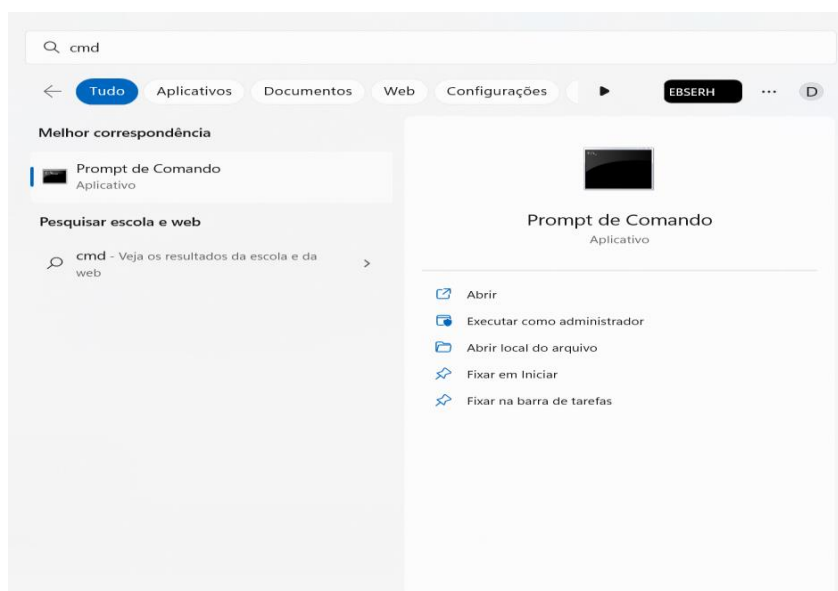 cmd
Tudo Aplicativos Documentos Web Configurações EBSERH ... D
Melhor correspondência
Prompt de Comando
Aplicativo
Pesquisar escola e web
cmd - Veja os resultados da escola e da
web
Prompt de Comando
Aplicativo
Abrir
Executar como administrador
Abrir local do arquivo
Fixar em Iniciar
Fixar na barra de tarefas